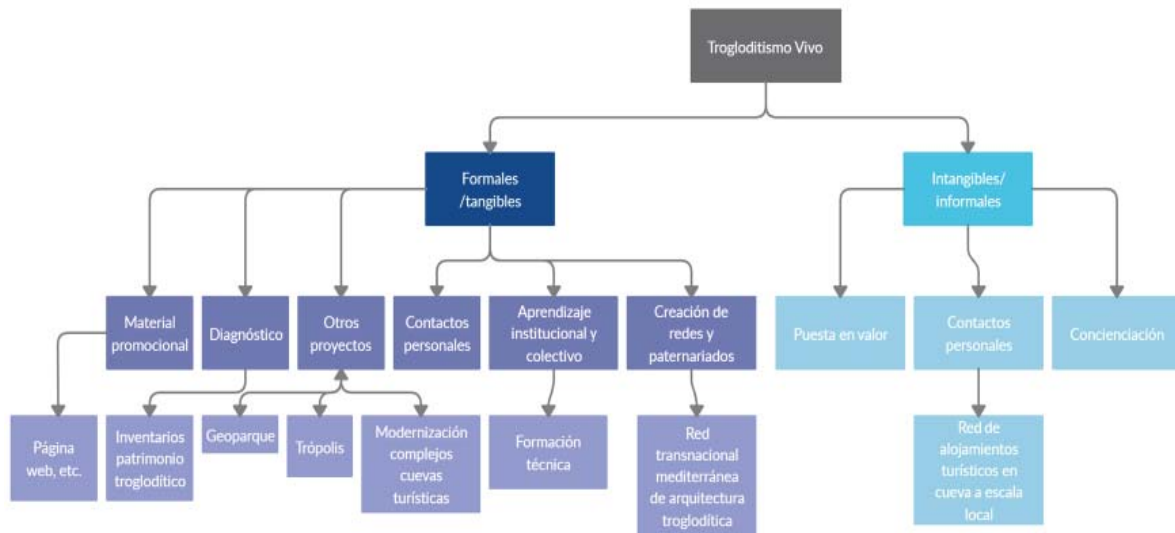 Trogloditismo Vivo
Formales
/tangibles
Intangibles/
informales
Material
promocional
Diagnóstico
Otros
proyectos
Contactos
personales
Aprendizaje
institucional y
colectivo
Creación de
redes y
paternariados
Puesta en valor
Contactos
personales
Concienciación
Página
web, etc.
Inventarios
patrimonio
troglodítico
Geoparque
Trópolis
Modernización
complejos
cuevas
turísticas
Formación
técnica
Red
transnacional
mediterránea
de arquitectura
troglodítica
Red de
alojamientos
turísticos en
cueva a escala
local